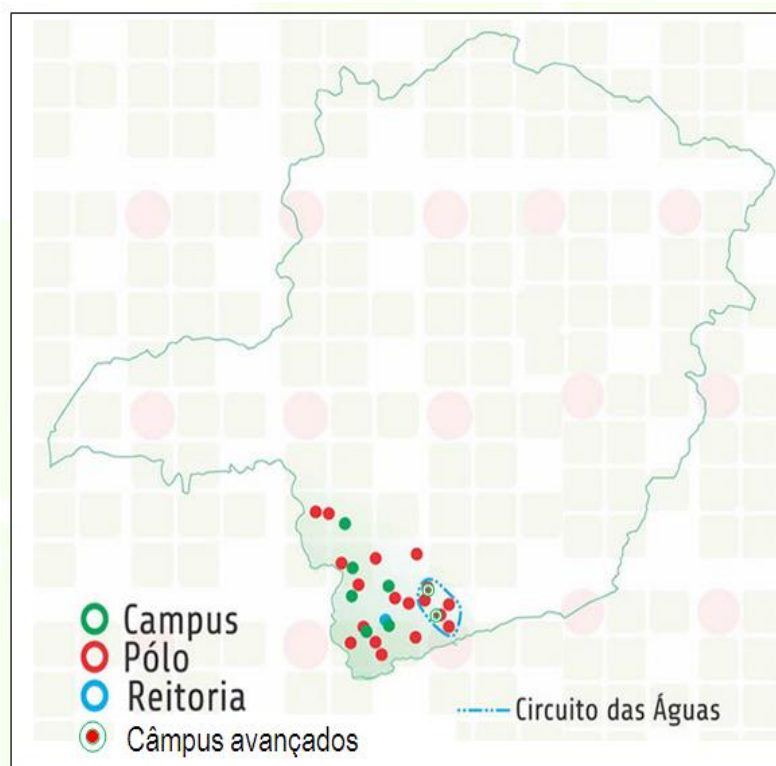 Campus
Pólo
Reitoria
Circuito das Águas
Câmpus avançados